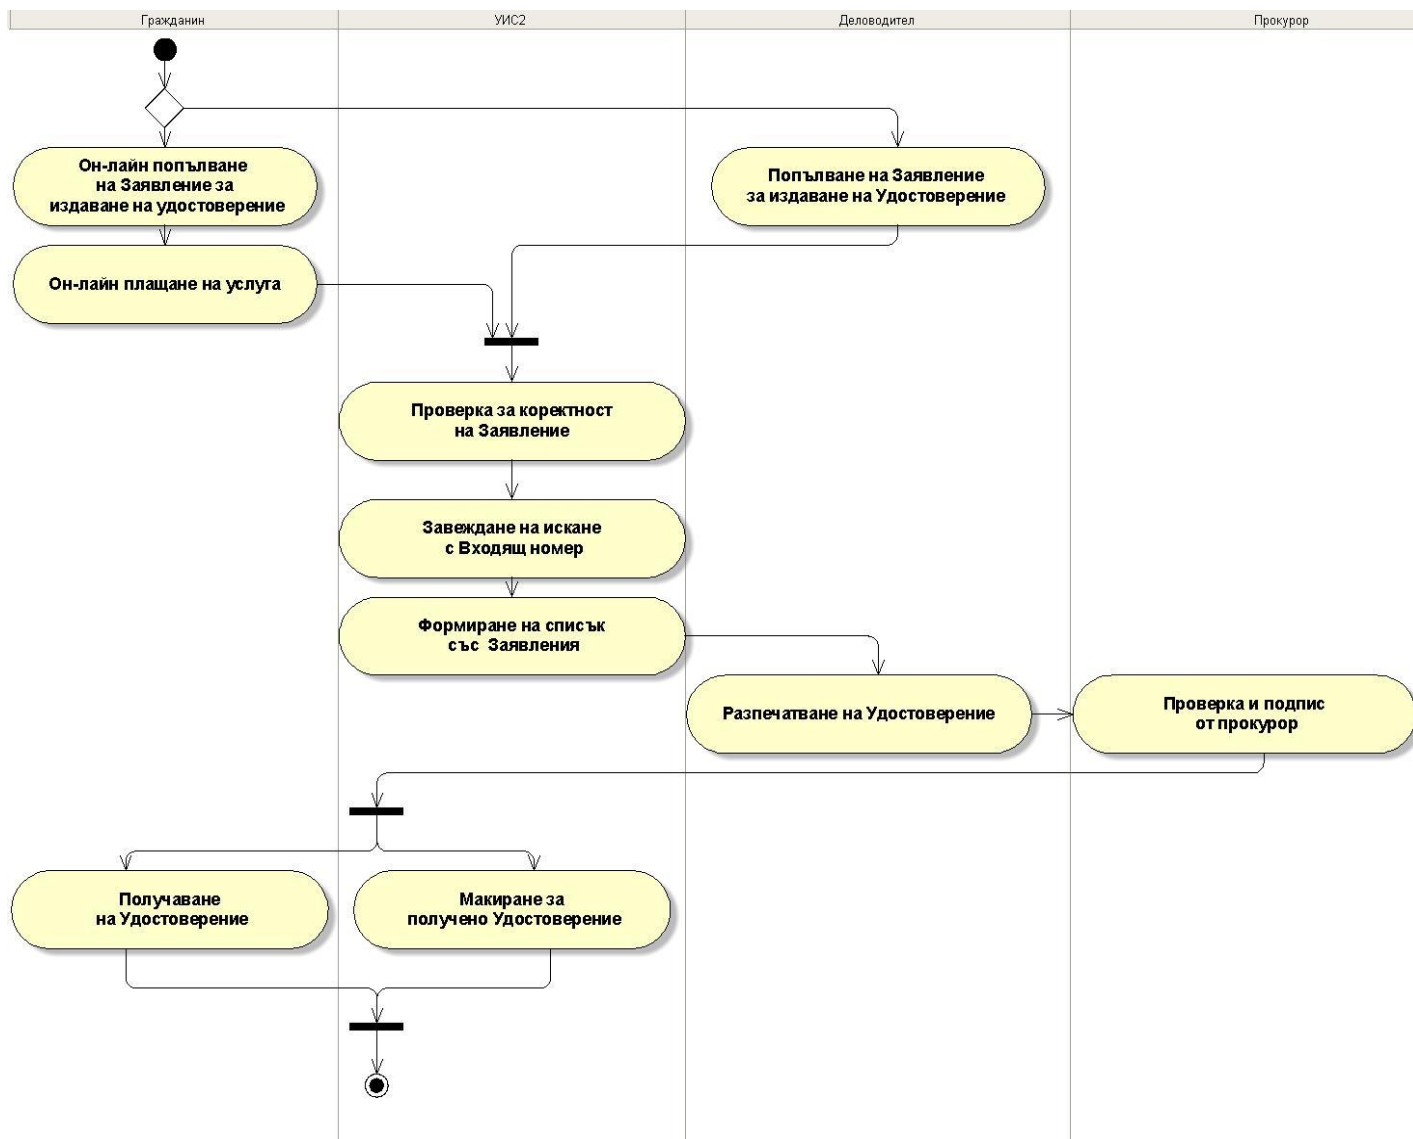 Гражданин
УИС2
Деловодител
Прокурор
Он-лайн попълване
на Заявление за
издаване на удостоверение
Попълване на Заявление
за издаване на Удостоверение
Он-лайн плащане на услуга
Проверка за коректност
на Заявление
Завеждане на искане
с Входящ номер
Формиране на списък
със Заявления
Разпечатване на Удостоверение
Проверка и подпис
от прокурор
Получаване
на Удостоверение
Макиране за
получено Удостоверение